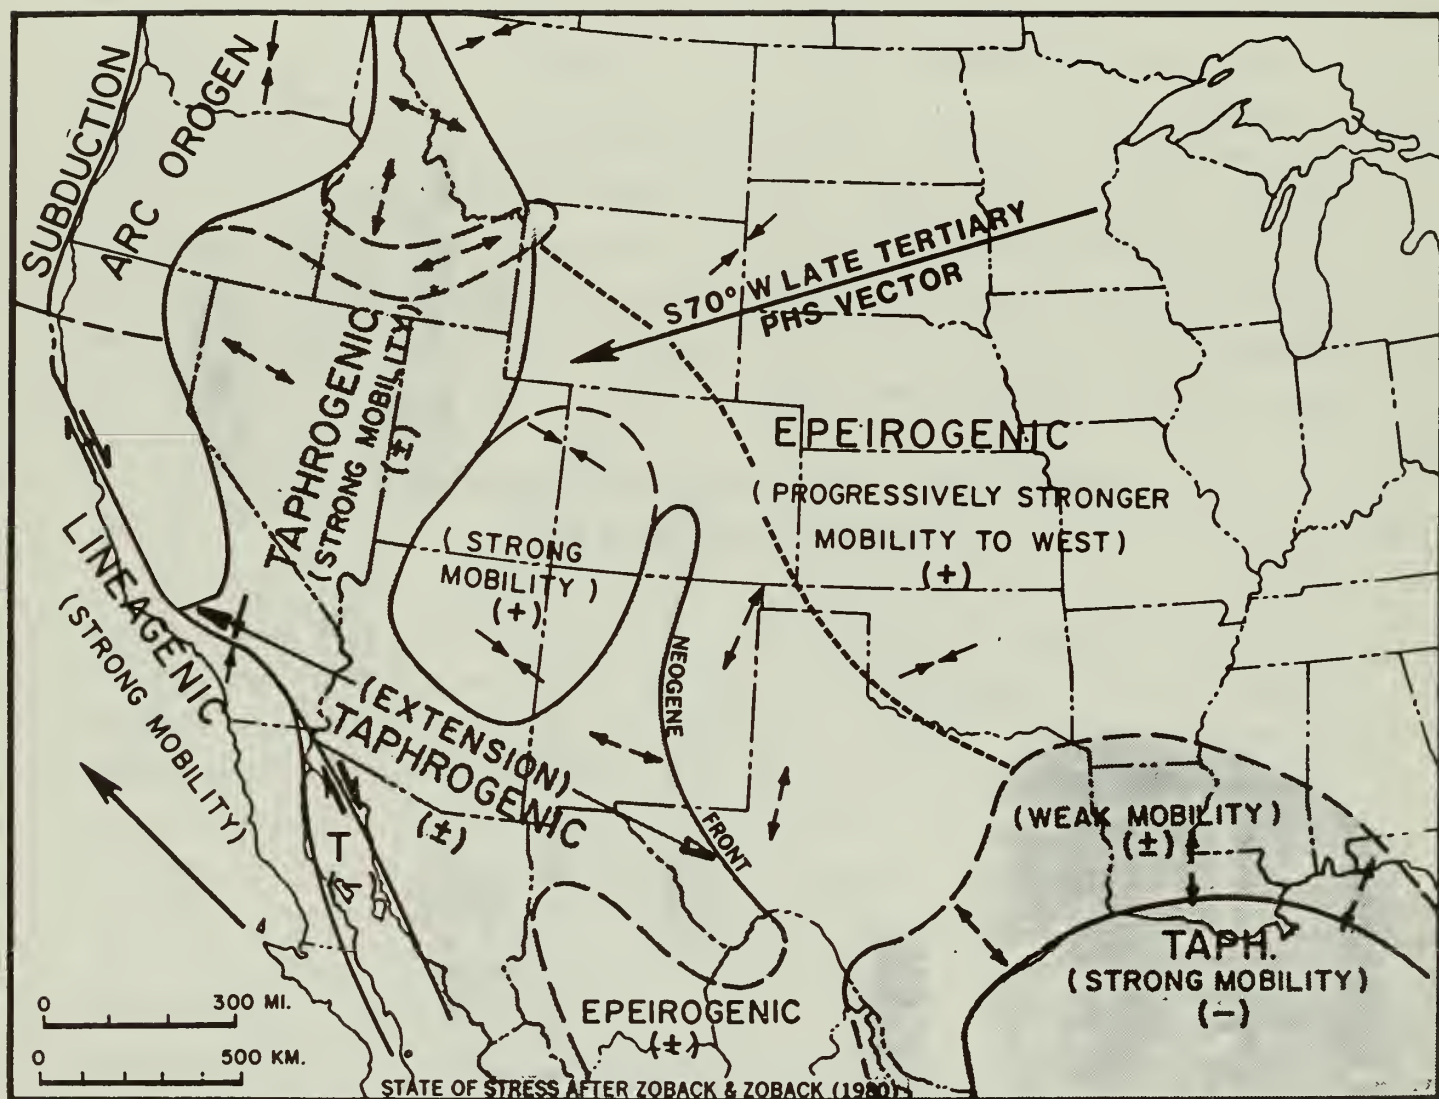 SUBDUCTION
ARC OROGEN
S70° W LATE TERTIARY
PHS VECTOR
TAPHROGENIC
(STRONG MOBILITY)
(±)
EPEIROGENIC
(PROGRESSIVELY STRONGER
MOBILITY TO WEST)
(+)
(STRONG
MOBILITY)
(+)
LINEAGENIC
(STRONG MOBILITY)
NEOGENE
FRONT
(EXTENSION)
TAPHROGENIC
(±)
T
(WEAK MOBILITY)
(±)
TAPH.
(STRONG MOBILITY)
(−)
EPEIROGENIC
(±)
0 300 MI.
0 500 KM.
STATE OF STRESS AFTER ZOBACK & ZOBACK (1980)